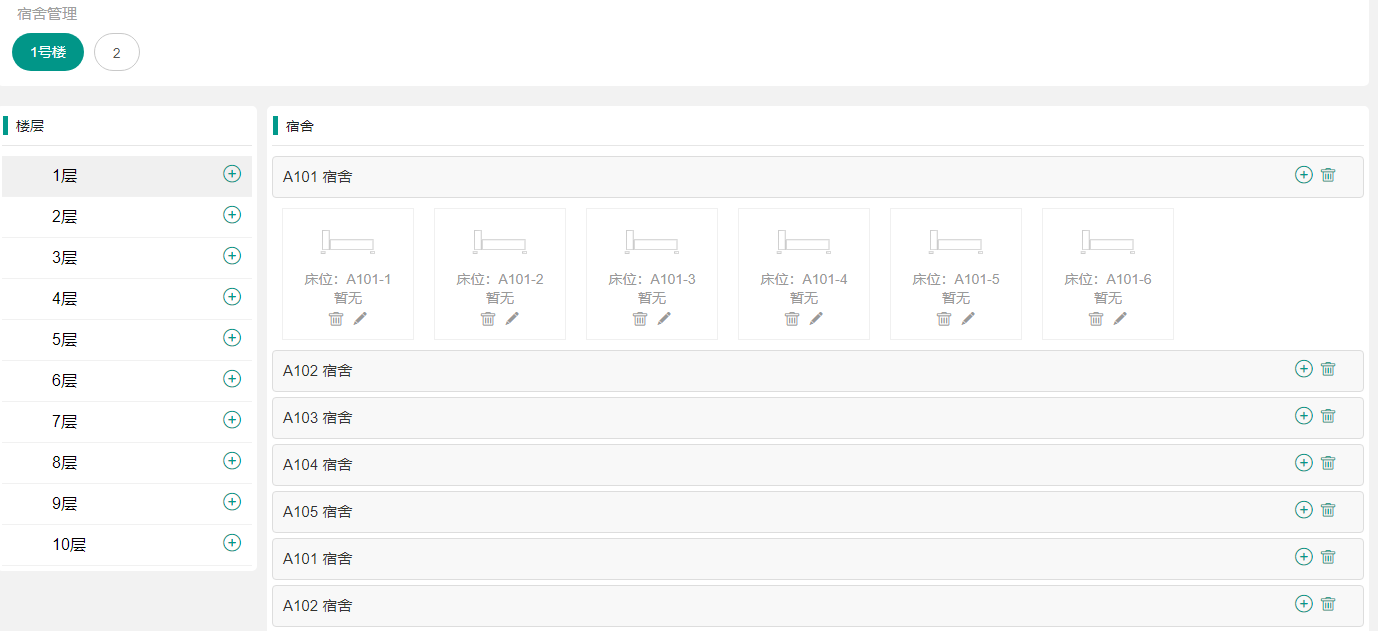 宿舍管理
1号楼 2
楼层
1层
2层
3层
4层
5层
6层
7层
8层
9层
10层
宿舍
A101 宿舍
床位：A101-1 床位：A101-2 床位：A101-3 床位：A101-4 床位：A101-5 床位：A101-6
暂无 暂无 暂无 暂无 暂无 暂无
A102 宿舍
A103 宿舍
A104 宿舍
A105 宿舍
A101 宿舍
A102 宿舍